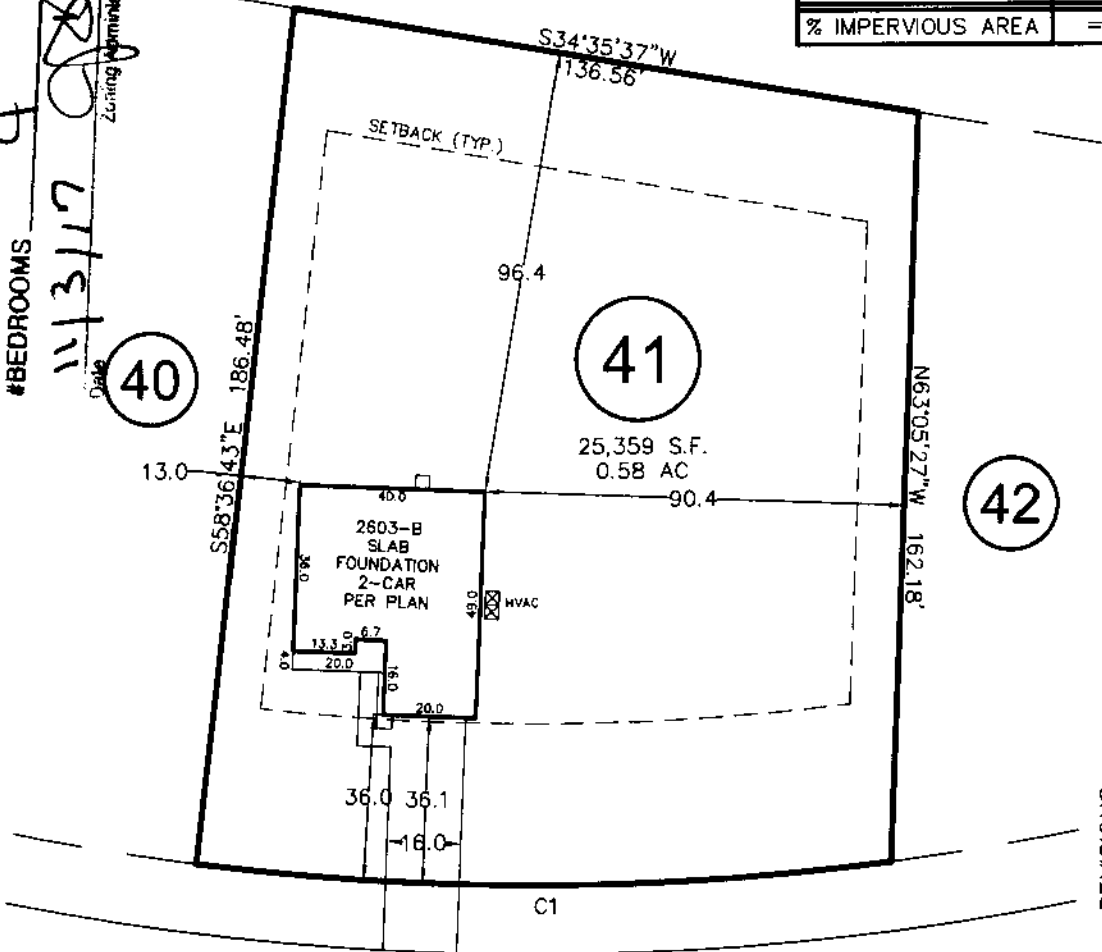 % IMPERVIOUS AREA =
S34°35'37"W
136.56'
SETBACK (TYP.)
#BEDROOMS 4
11/3/17
Date
96.4
40
41
25,359 S.F.
0.58 AC
42
S58°36'43"E 186.48'
N63°05'27"W 162.18'
13.0
40.0
90.4
2603-B
SLAB
FOUNDATION
2-CAR
PER PLAN
36.0
49.0
HVAC
13.3
3.0
6.7
4.0
20.0
16.0
20.0
36.0
36.1
16.0
C1